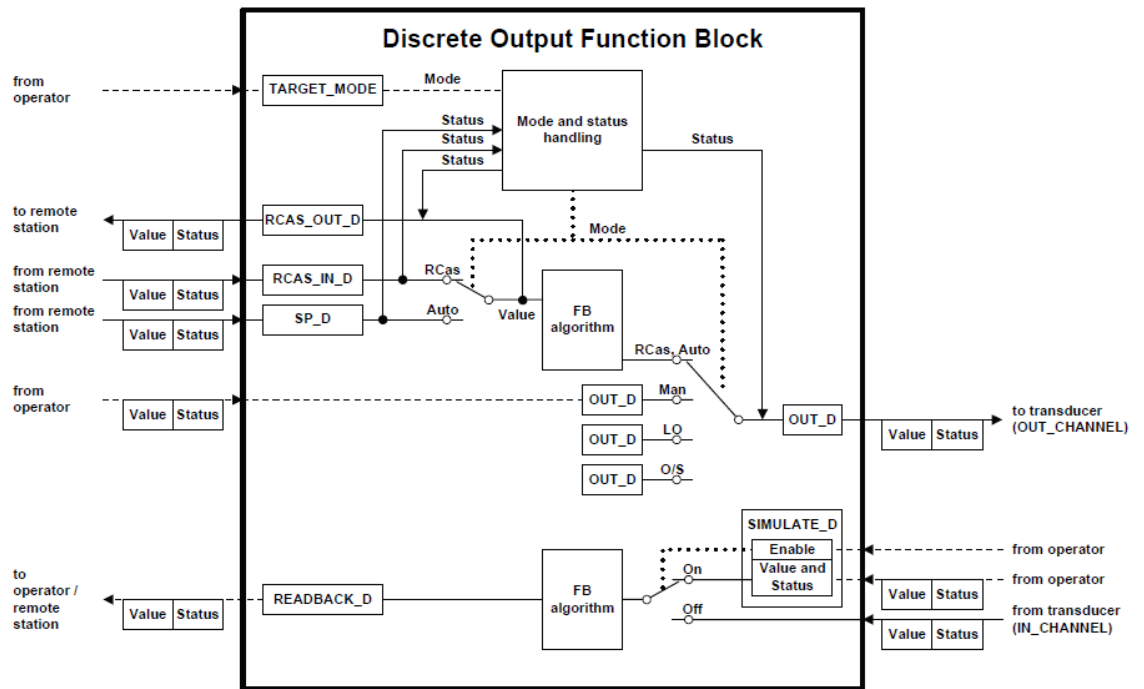 Discrete Output Function Block
from
operator
TARGET_MODE
Mode
Mode and status
handling
Status
Status
Status
Status
to remote
station
Value Status
RCAS_OUT_D
Mode
from remote
station
Value Status
RCAS_IN_D
RCas
from remote
station
Value Status
SP_D
Auto
Value
FB
algorithm
RCas, Auto
from
operator
Value Status
OUT_D
Man
OUT_D
LO
OUT_D
O/S
OUT_D
Value Status
to transducer
(OUT_CHANNEL)
SIMULATE_D
Enable
from operator
Value and
Status
from operator
Value Status
On
Off
from transducer
(IN_CHANNEL)
Value Status
FB
algorithm
READBACK_D
Value Status
to
operator /
remote
station